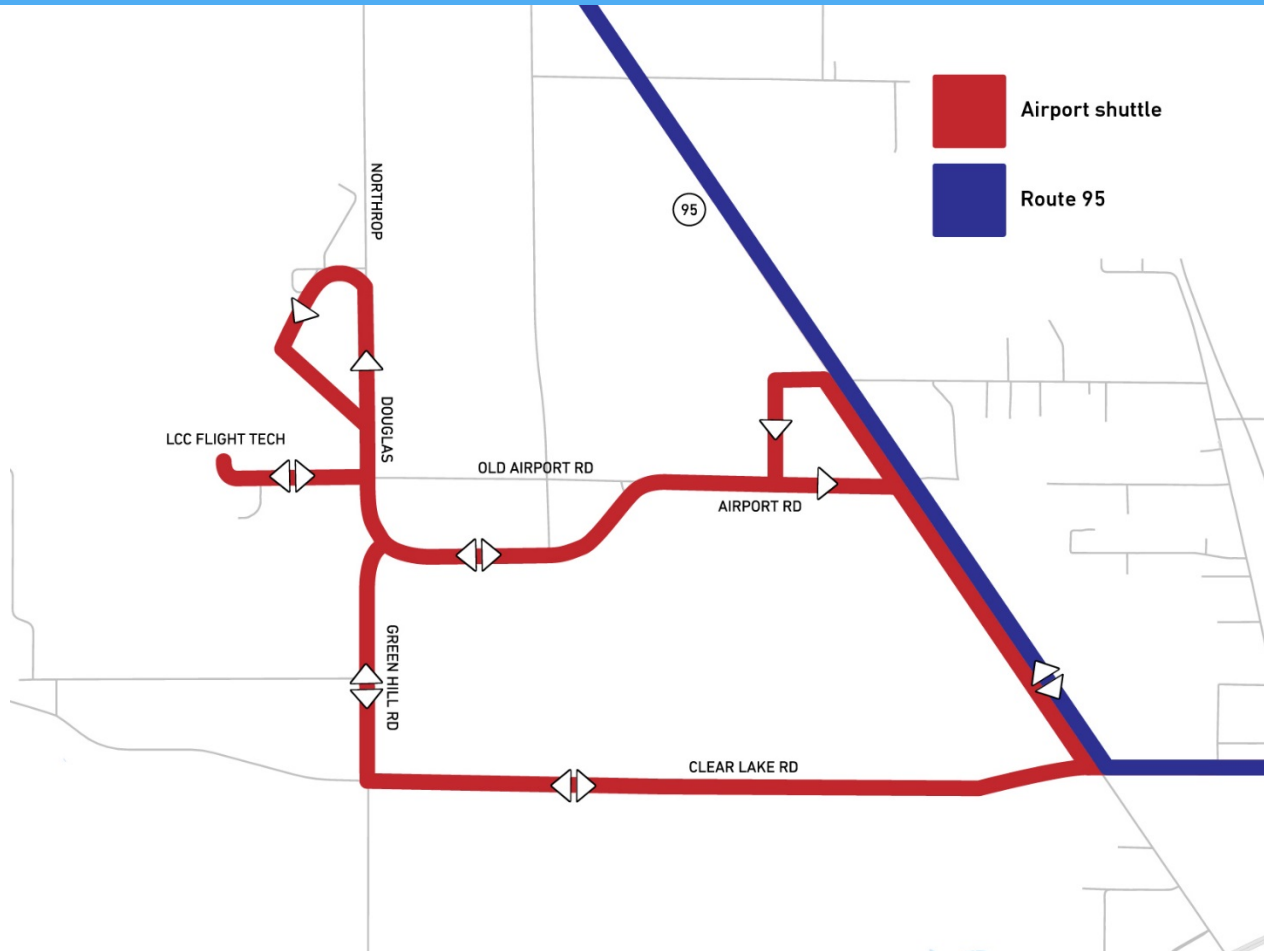 Airport shuttle
Route 95
95
NORTHROP
DOUGLAS
LCC FLIGHT TECH
OLD AIRPORT RD
AIRPORT RD
GREEN HILL RD
CLEAR LAKE RD